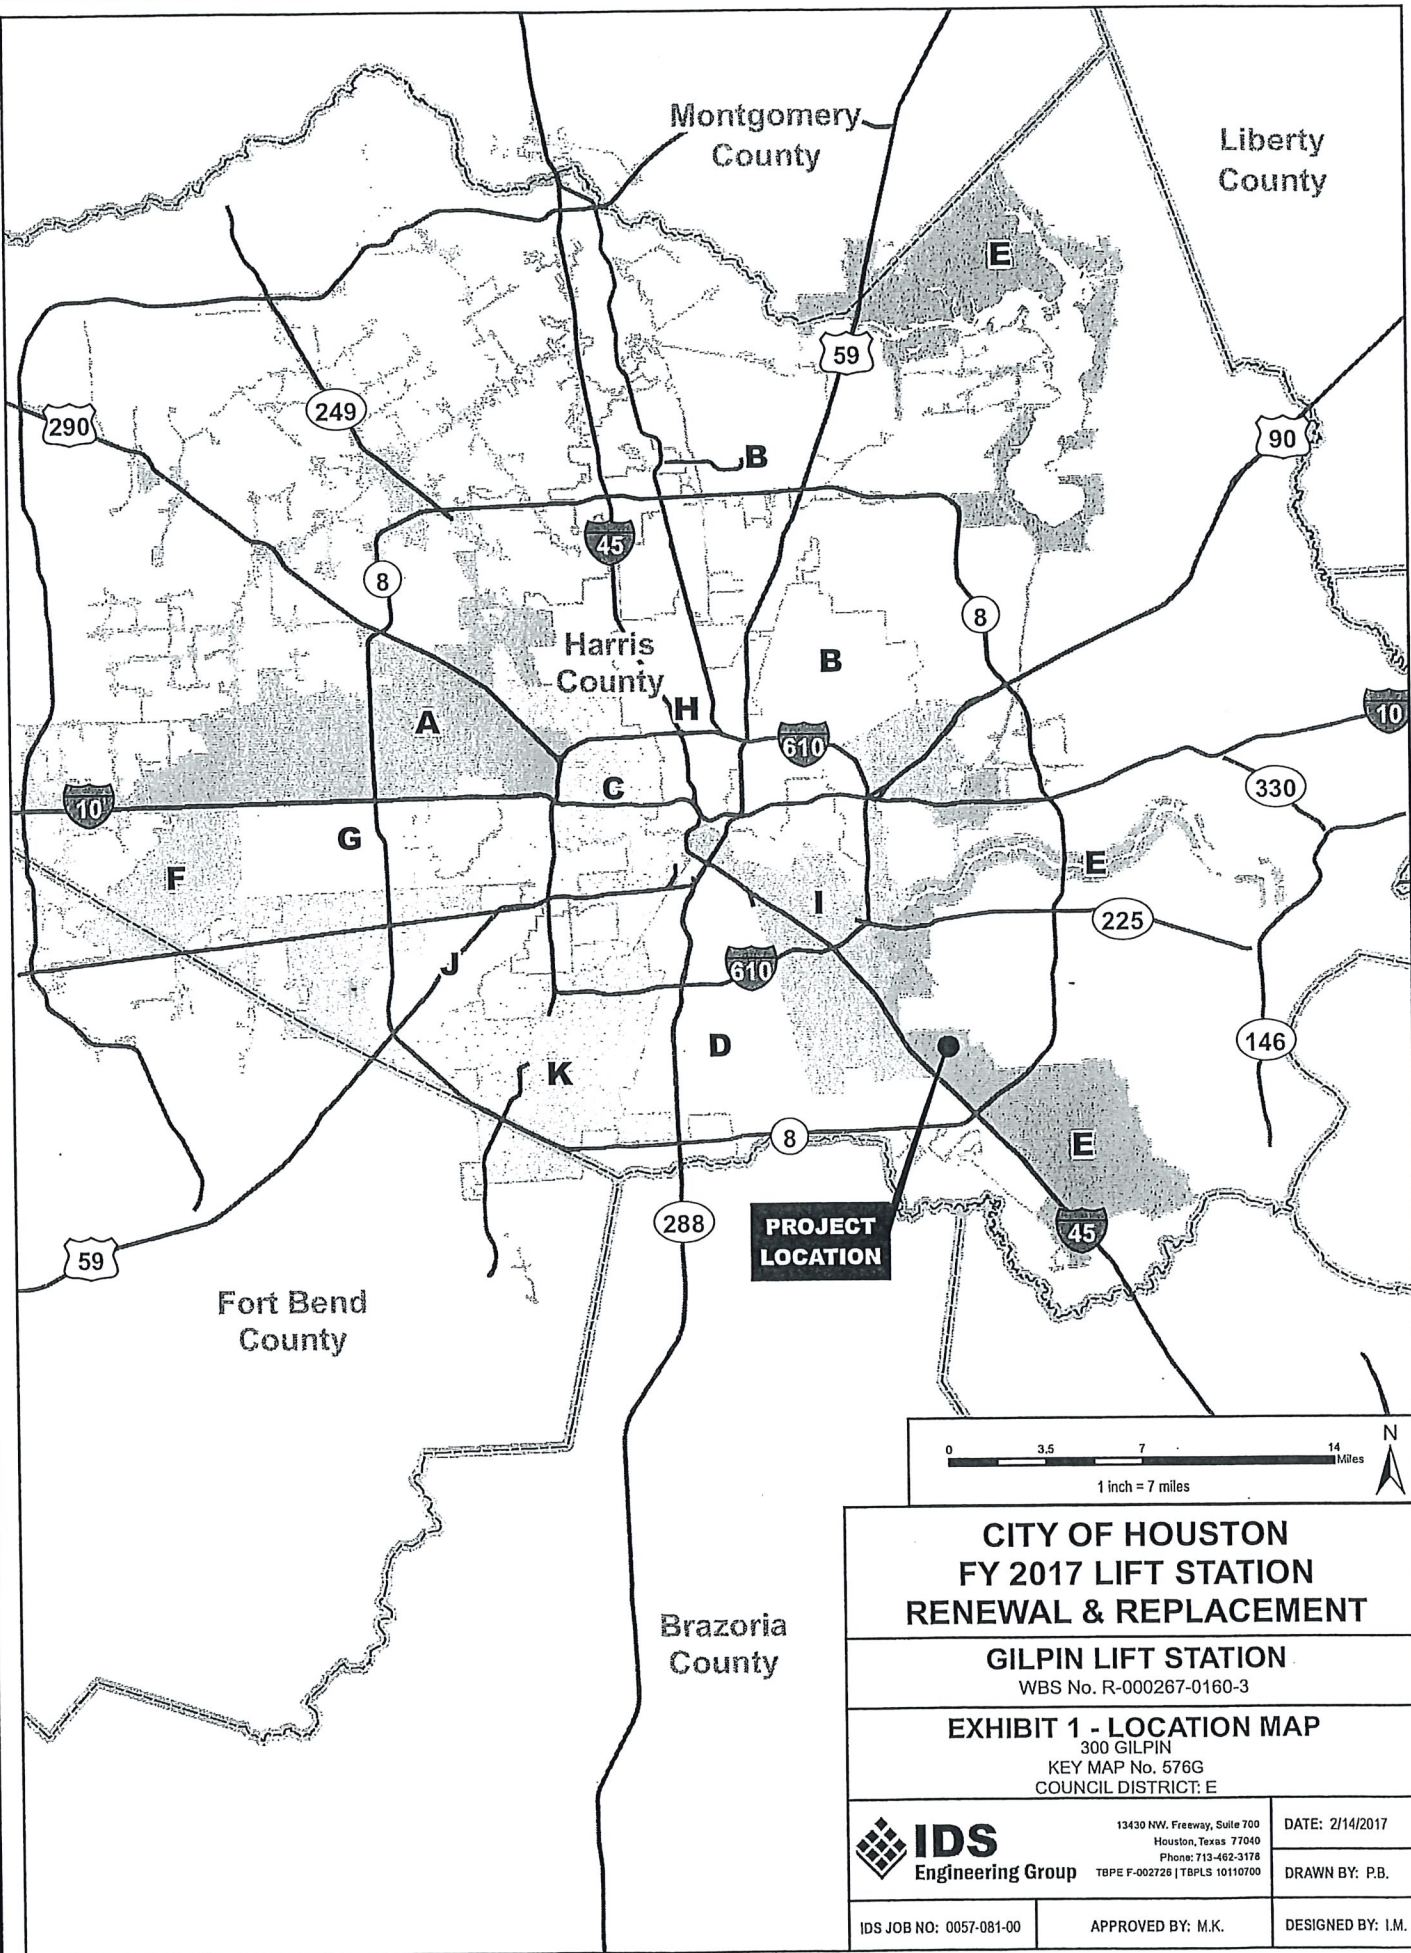 Montgomery
County
Liberty
County
E
59
249
290
90
B
45
8
8
Harris
County
B
H
A
10
610
C
10
330
G
E
F
I
225
J
610
D
146
K
8
E
288
PROJECT
LOCATION
45
59
Fort Bend
County
N
0 3.5 7 14
Miles
1 inch = 7 miles
CITY OF HOUSTON
FY 2017 LIFT STATION
RENEWAL & REPLACEMENT
Brazoria
County
GILPIN LIFT STATION
WBS No. R-000267-0160-3
EXHIBIT 1 - LOCATION MAP
300 GILPIN
KEY MAP No. 576G
COUNCIL DISTRICT: E
IDS
Engineering Group
13430 NW. Freeway, Suite 700
Houston, Texas 77040
Phone: 713-462-3178
TBPE F-002726 | TBPLS 10110700
DATE: 2/14/2017
DRAWN BY: P.B.
IDS JOB NO: 0057-081-00
APPROVED BY: M.K.
DESIGNED BY: I.M.